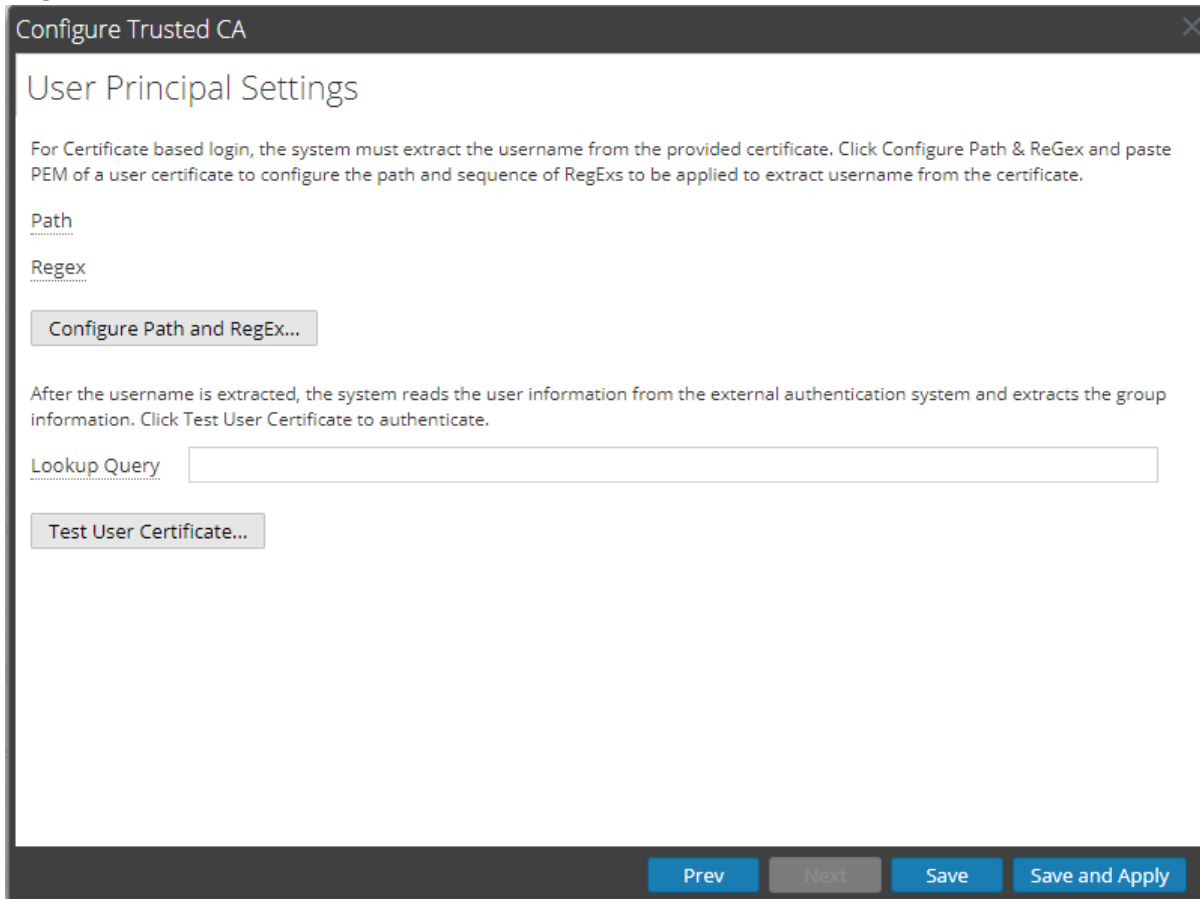 Configure Trusted CA
User Principal Settings
For Certificate based login, the system must extract the username from the provided certificate. Click Configure Path & ReGex and paste
PEM of a user certificate to configure the path and sequence of RegExs to be applied to extract username from the certificate.
Path
Regex
Configure Path and RegEx...
After the username is extracted, the system reads the user information from the external authentication system and extracts the group
information. Click Test User Certificate to authenticate.
Lookup Query
Test User Certificate...
Prev Next Save Save and Apply